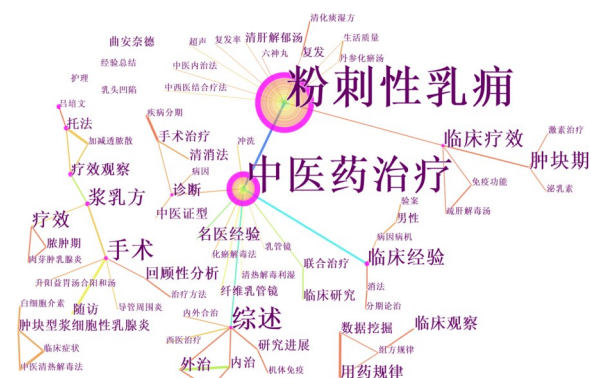 清化痰湿方
曲安奈德
超声
复发率
清肝解郁汤
生活质量
六神丸
复发
丹参化瘀汤
经验总结
中医内治法
护理
乳头凹陷
中西医结合疗法
粉刺性乳痈
吕培文
疾病分期
托法
加减透脓散
手术治疗
冲洗
激素治疗
临床疗效
清消法
肿块期
疗效观察
病因
中医药治疗
免疫功能
泌乳素
浆乳方
诊断
中医证型
验案
疏肝解毒汤
疗效
男性
名医经验
病因病机
脓肿期
手术
化瘀解毒法
乳管镜
肉芽肿乳腺炎
联合治疗
临床经验
回顾性分析
清热解毒利湿
升阳益胃汤合阳和汤
消法
纤维乳管镜
临床研究
治疗方法
白细胞介素
随访
导管周围炎
分期论治
内外合治
综述
肿块型浆细胞性乳腺炎
数据挖掘
临床观察
西医治疗
研究进展
临床症状
组方规律
外治
内治
中医清热解毒法
机体免疫
用药规律